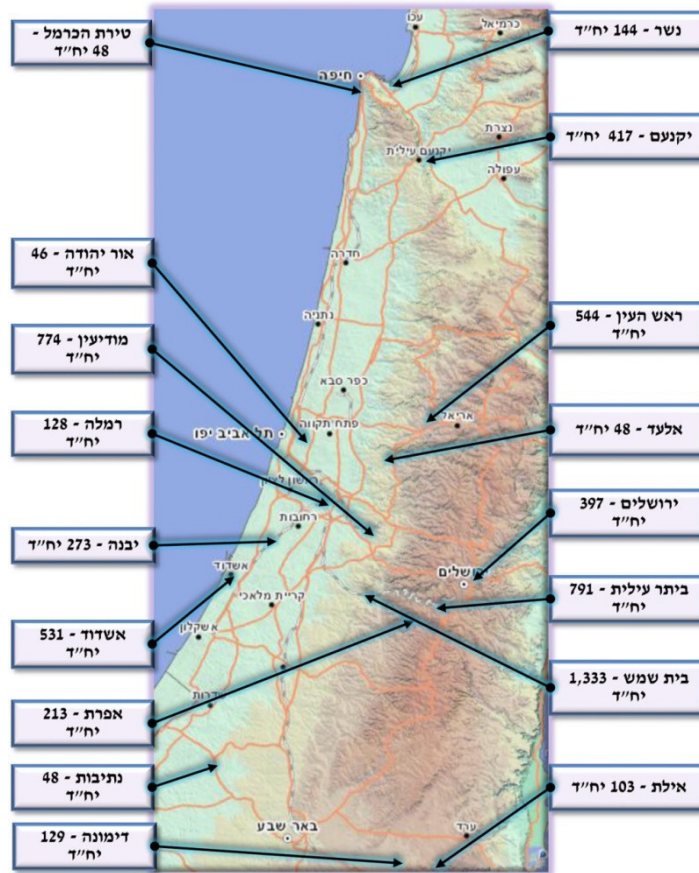 טירת הכרמל -
48 יח"ד
נשר - 144 יח"ד
יקנעם - 417 יח"ד
אור יהודה - 46
יח"ד
מודיעין - 774
יח"ד
רמלה - 128
יח"ד
יבנה - 273 יח"ד
אשדוד - 531
יח"ד
אפרת - 213
יח"ד
נתיבות - 48
יח"ד
דימונה - 129
יח"ד
ראש העין - 544
יח"ד
אלעד - 48 יח"ד
ירושלים - 397
יח"ד
ביתר עילית - 791
יח"ד
בית שמש - 1,333
יח"ד
אילת - 103 יח"ד
עכו
כרמיאל
חיפה
נצרת
יקנעם עילית
עפולה
חדרה
נתניה
כפר סבא
אריאל
תל אביב יפו
פתח תקווה
ראשון לציון
רחובות
אשדוד
ירושלים
קריית מלאכי
אשקלון
שדרות
באר שבע
ערד